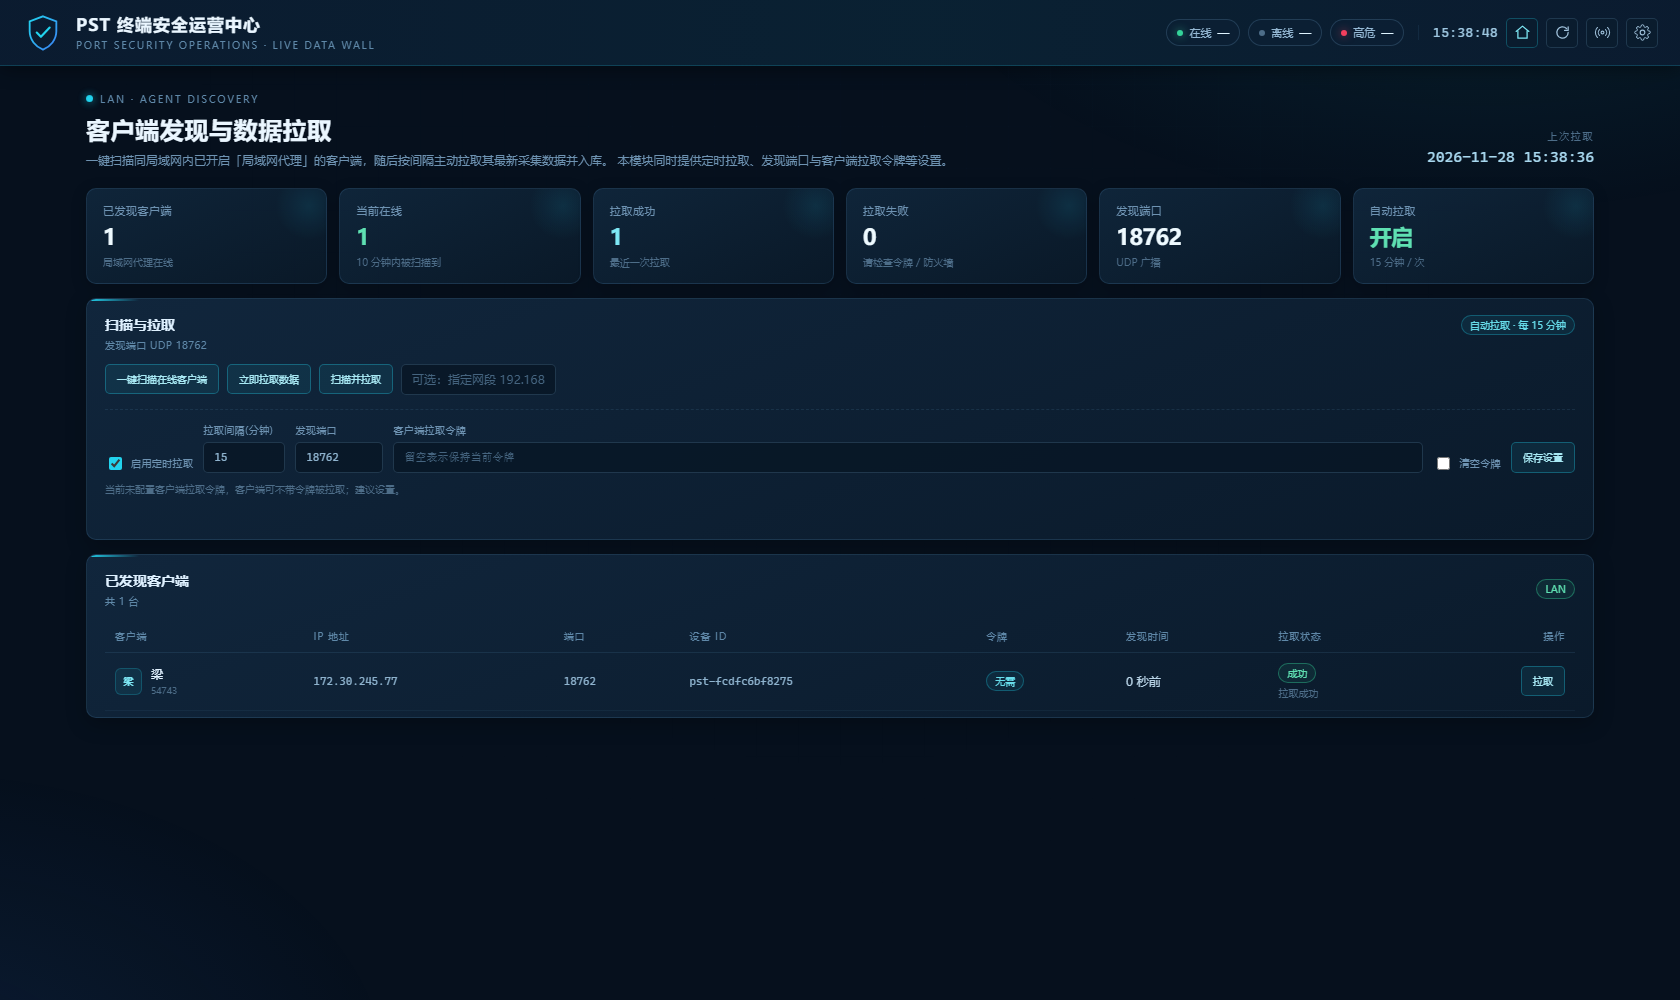 PST 终端安全运营中心
PORT SECURITY OPERATIONS · LIVE DATA WALL
在线 —
离线 —
高危 —
15:38:48
LAN · AGENT DISCOVERY
客户端发现与数据拉取
一键扫描同局域网内已开启「局域网代理」的客户端，随后按间隔主动拉取其最新采集数据并入库。 本模块同时提供定时拉取、发现端口与客户端拉取令牌等设置。
上次拉取
2026-11-28 15:38:36
已发现客户端
1
局域网代理在线
当前在线
1
10 分钟内被扫描到
拉取成功
1
最近一次拉取
拉取失败
0
请检查令牌 / 防火墙
发现端口
18762
UDP 广播
自动拉取
开启
15 分钟 / 次
扫描与拉取
发现端口 UDP 18762
自动拉取 · 每 15 分钟
一键扫描在线客户端
立即拉取数据
扫描并拉取
可选：指定网段 192.168
启用定时拉取
拉取间隔(分钟)
15
发现端口
18762
客户端拉取令牌
留空表示保持当前令牌
清空令牌
保存设置
当前未配置客户端拉取令牌，客户端可不带令牌被拉取；建议设置。
已发现客户端
共 1 台
LAN
客户端 IP 地址 端口 设备 ID 令牌 发现时间 拉取状态 操作
梁 梁 172.30.245.77 18762 pst-fcdfc6bf8275 无需 0 秒前 成功 拉取
54743 拉取成功